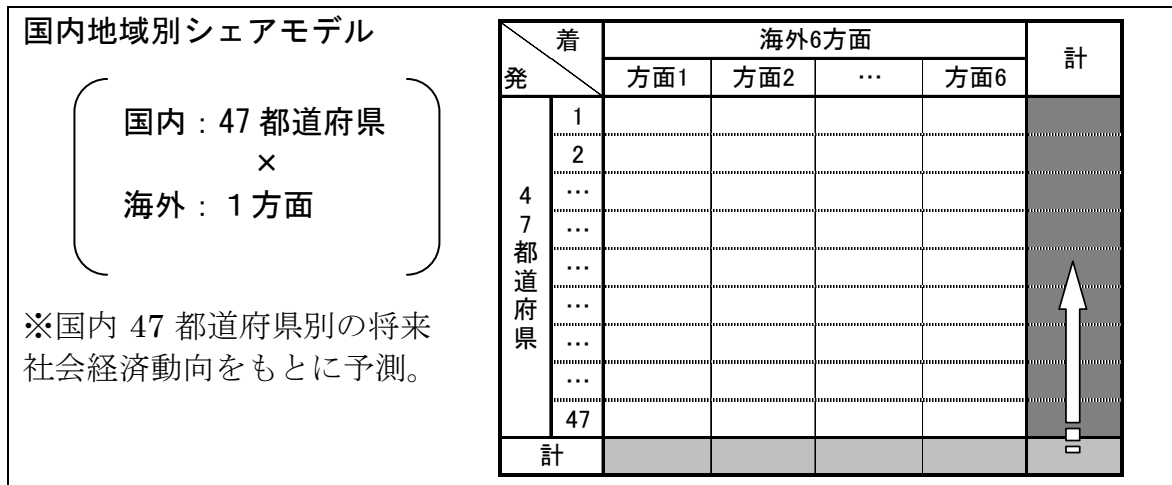 国内地域別シェアモデル
国内：47 都道府県
×
海外：１方面
※国内 47 都道府県別の将来
社会経済動向をもとに予測。
着
発
海外6方面
計
方面1 方面2 … 方面6
47都道府県
1
2
…
…
…
…
…
…
47
計